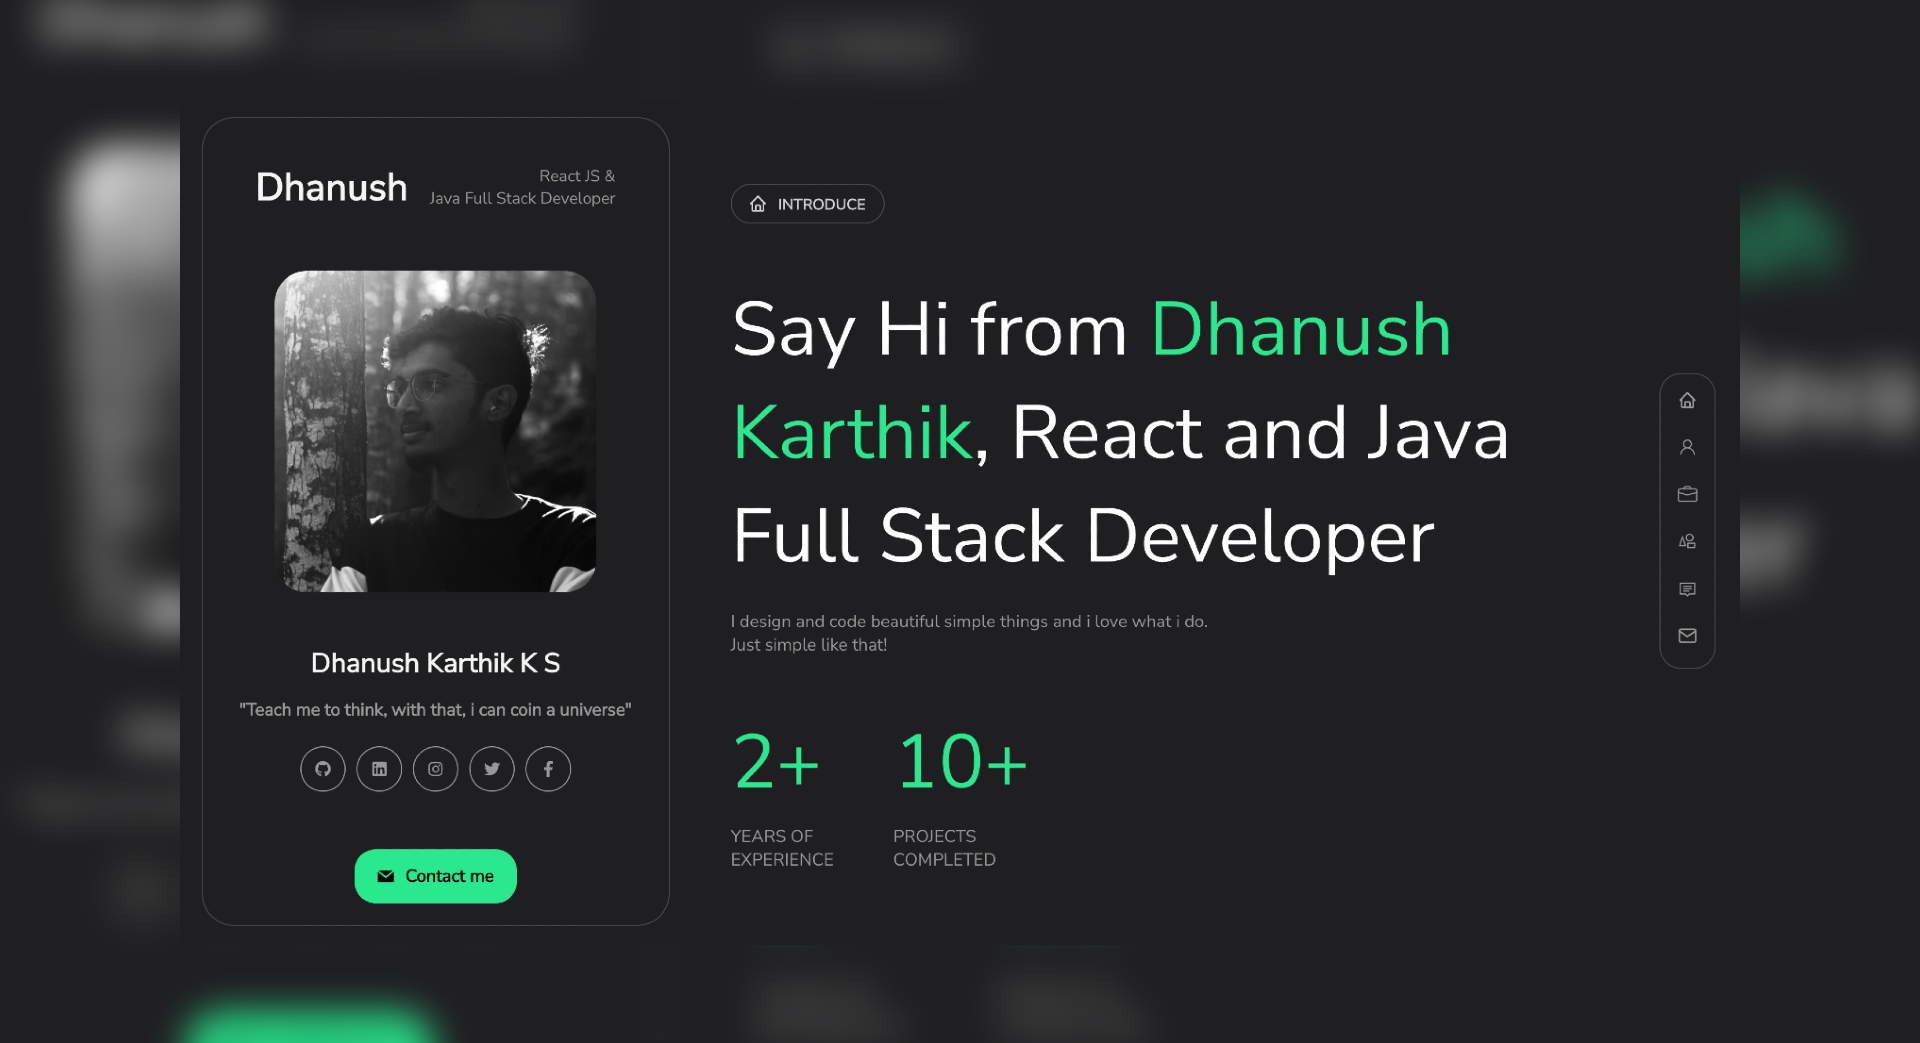 Dhanush
React JS &
Java Full Stack Developer
Dhanush Karthik K S
"Teach me to think, with that, i can coin a universe"
Contact me
INTRODUCE
Say Hi from Dhanush
Karthik, React and Java
Full Stack Developer
I design and code beautiful simple things and i love what i do.
Just simple like that!
2+
YEARS OF
EXPERIENCE
10+
PROJECTS
COMPLETED